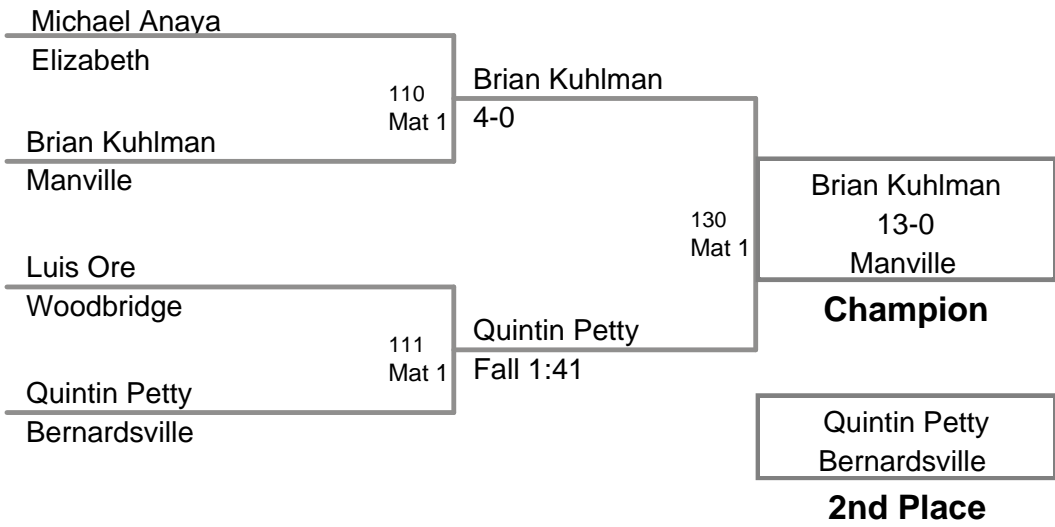 Michael Anaya
Elizabeth
110
Mat 1
Brian Kuhlman
4-0
Brian Kuhlman
Manville
130
Mat 1
Brian Kuhlman
13-0
Manville
Champion
Luis Ore
Woodbridge
111
Mat 1
Quintin Petty
Fall 1:41
Quintin Petty
Bernardsville
Quintin Petty
Bernardsville
2nd Place